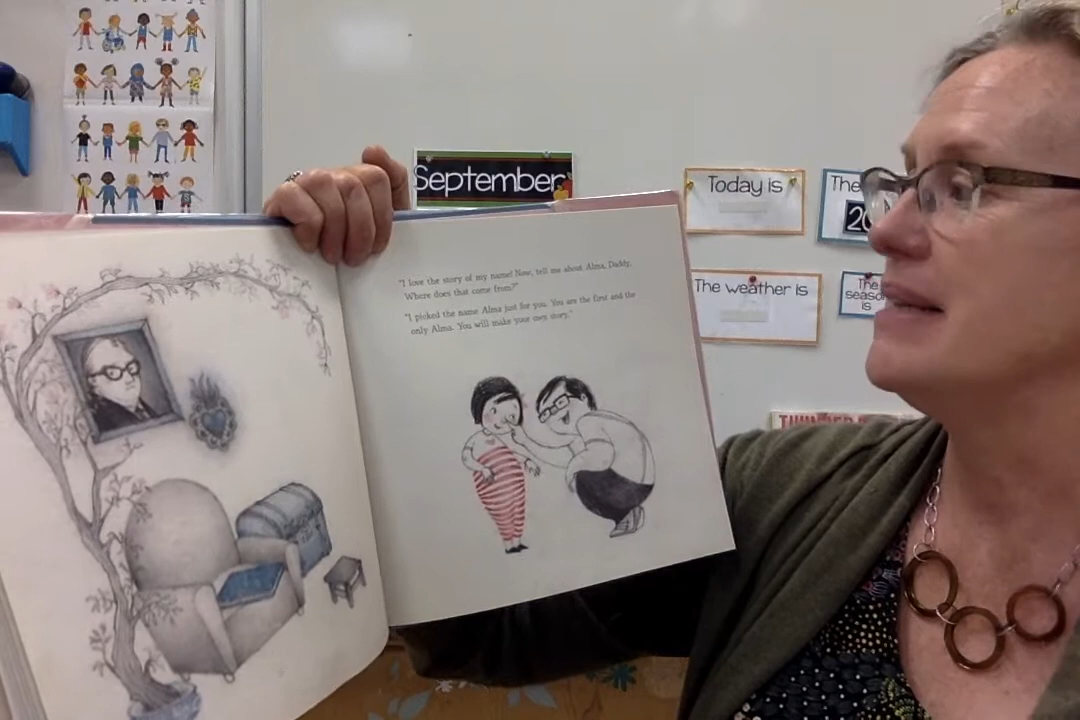 September
Today is
The
20
The weather is
The
season
is
"I love the story of my name! Now, tell me about Alma, Daddy.
Where does that come from?"
"I picked the name Alma just for you. You are the first and the
only Alma. You will make your own story."